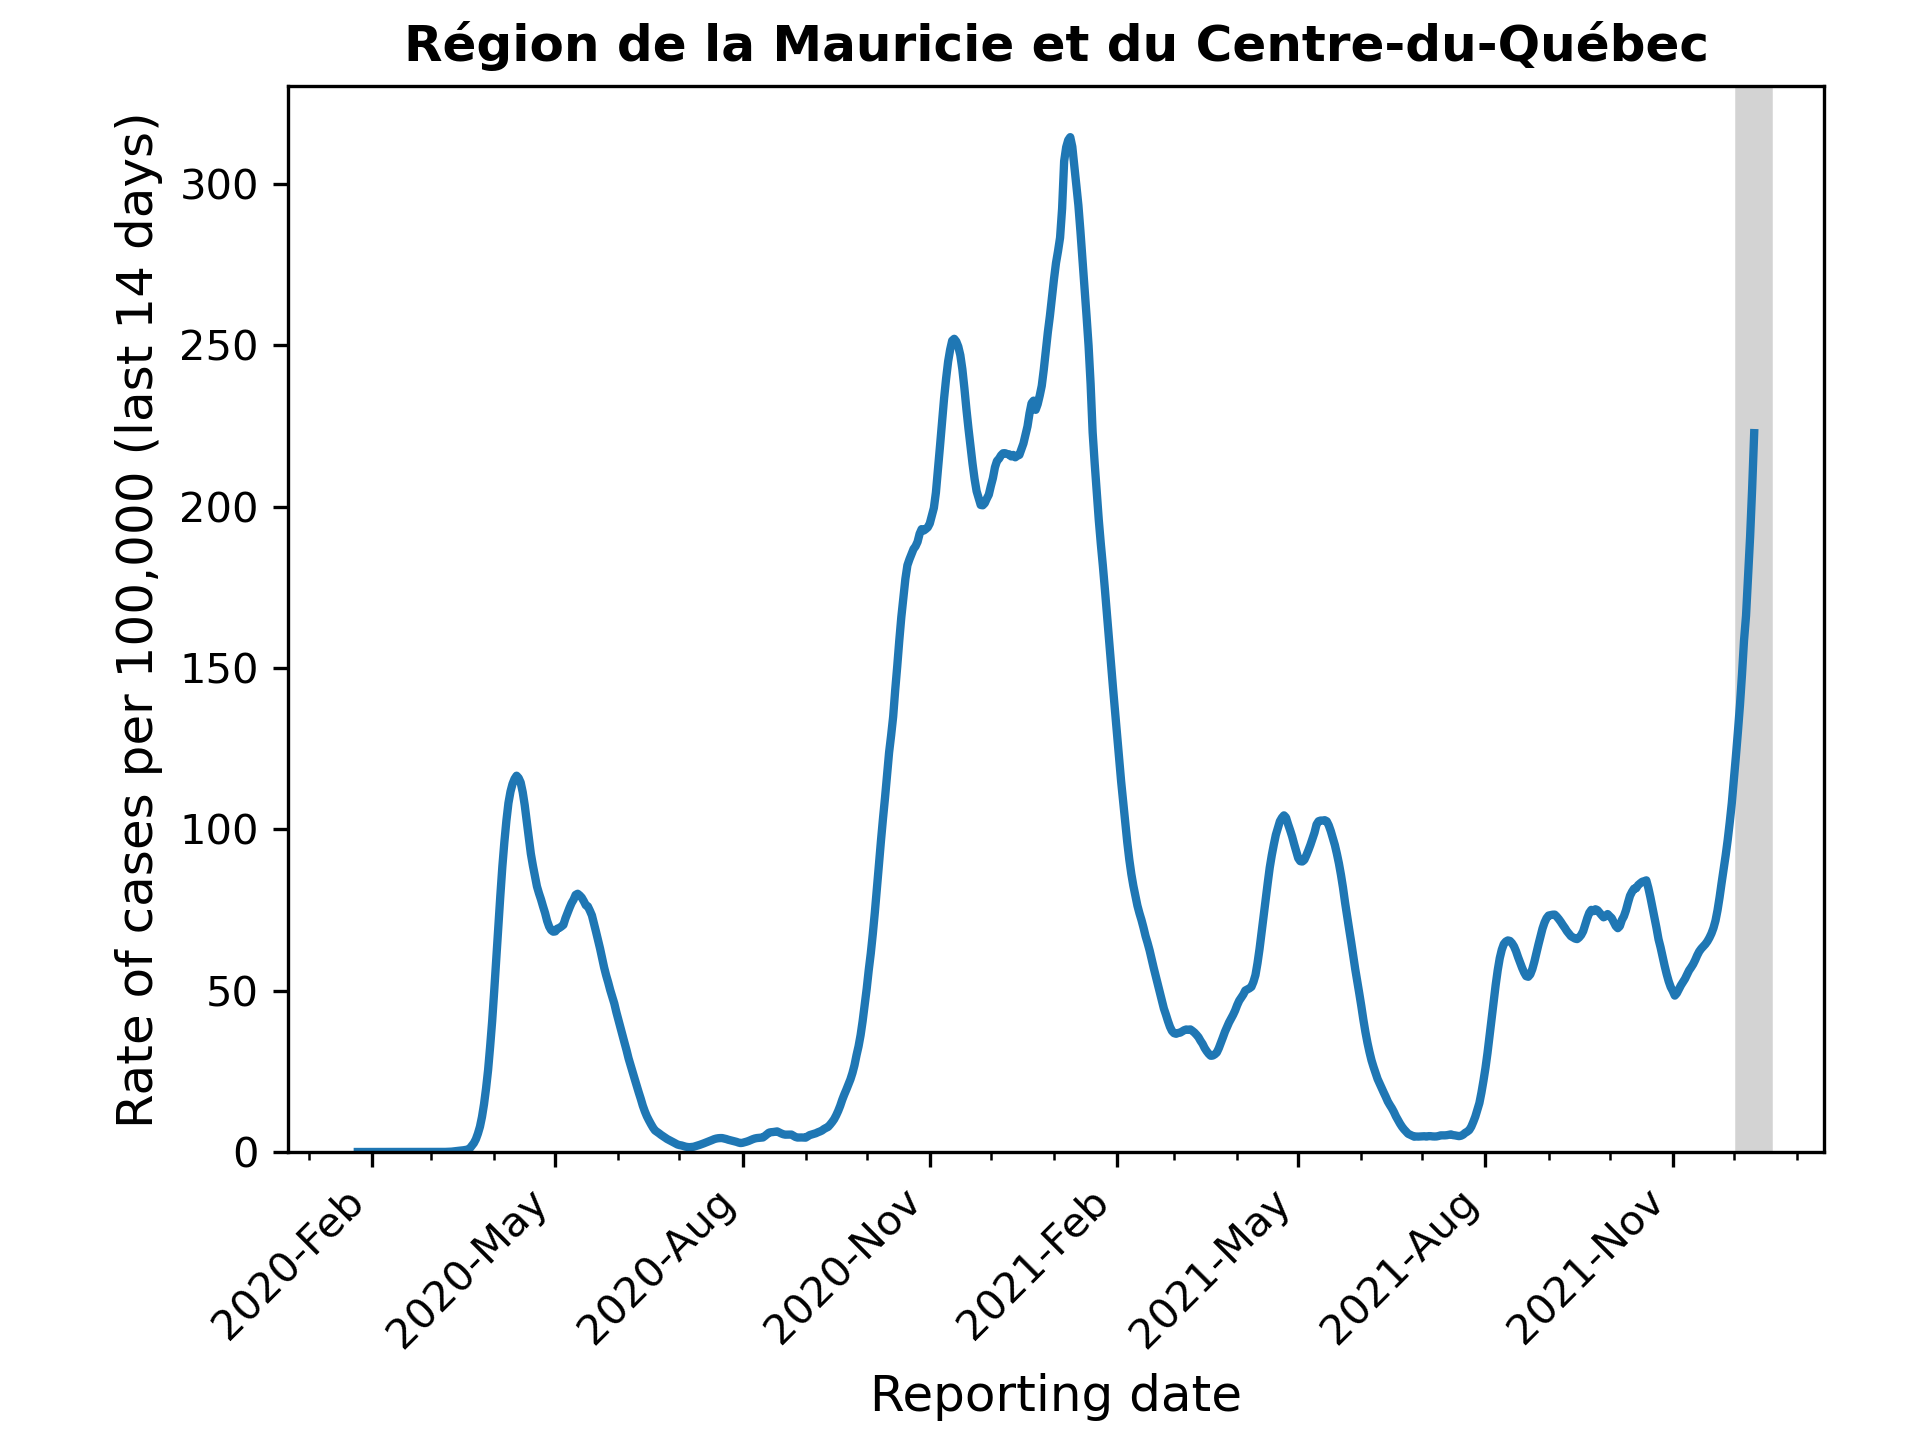 Région de la Mauricie et du Centre-du-Québec
Rate of cases per 100,000 (last 14 days)
300
250
200
150
100
50
0
2020-Feb
2020-May
2020-Aug
2020-Nov
2021-Feb
2021-May
2021-Aug
2021-Nov
Reporting date